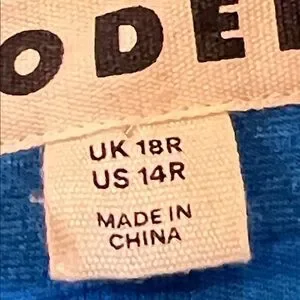 ODE
UK 18R
US 14R
MADE IN
CHINA